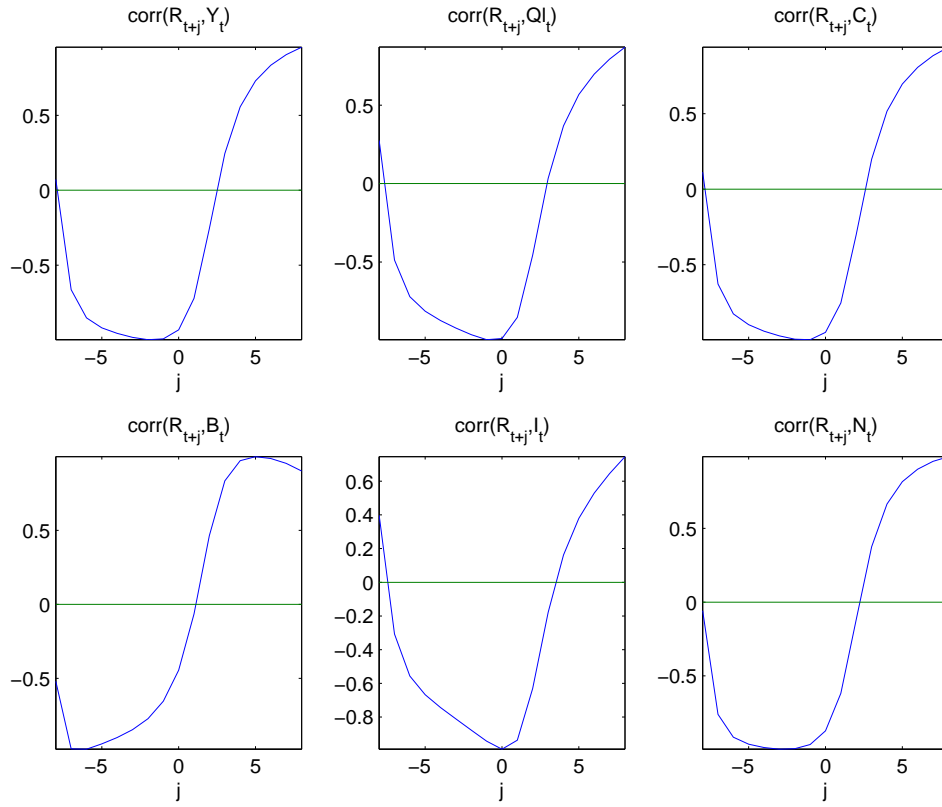 corr(R_{t+j},Y_t)
0.5
0
−0.5
−5 0 5
j
corr(R_{t+j},QI_t)
0.5
0
−0.5
−5 0 5
j
corr(R_{t+j},C_t)
0.5
0
−0.5
−5 0 5
j
corr(R_{t+j},B_t)
0.5
0
−0.5
−5 0 5
j
corr(R_{t+j},I_t)
0.6
0.4
0.2
0
−0.2
−0.4
−0.6
−0.8
−5 0 5
j
corr(R_{t+j},N_t)
0.5
0
−0.5
−5 0 5
j